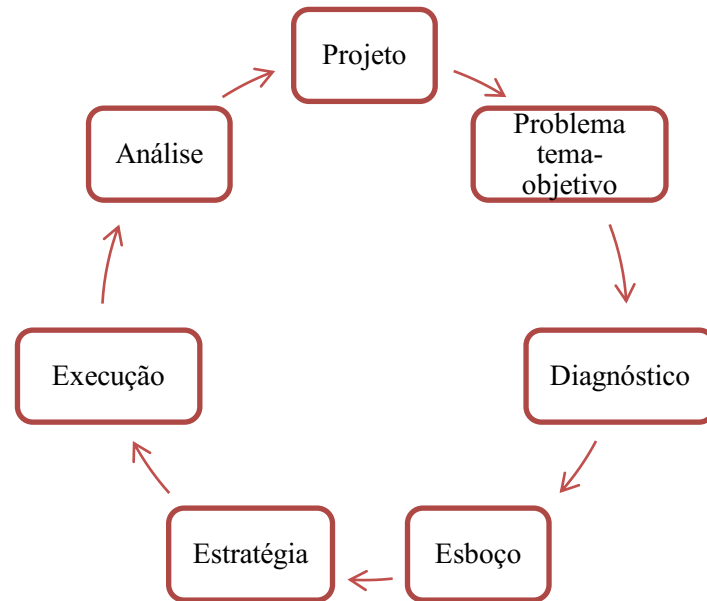 Projeto
Problema
tema-
objetivo
Diagnóstico
Esboço
Estratégia
Execução
Análise